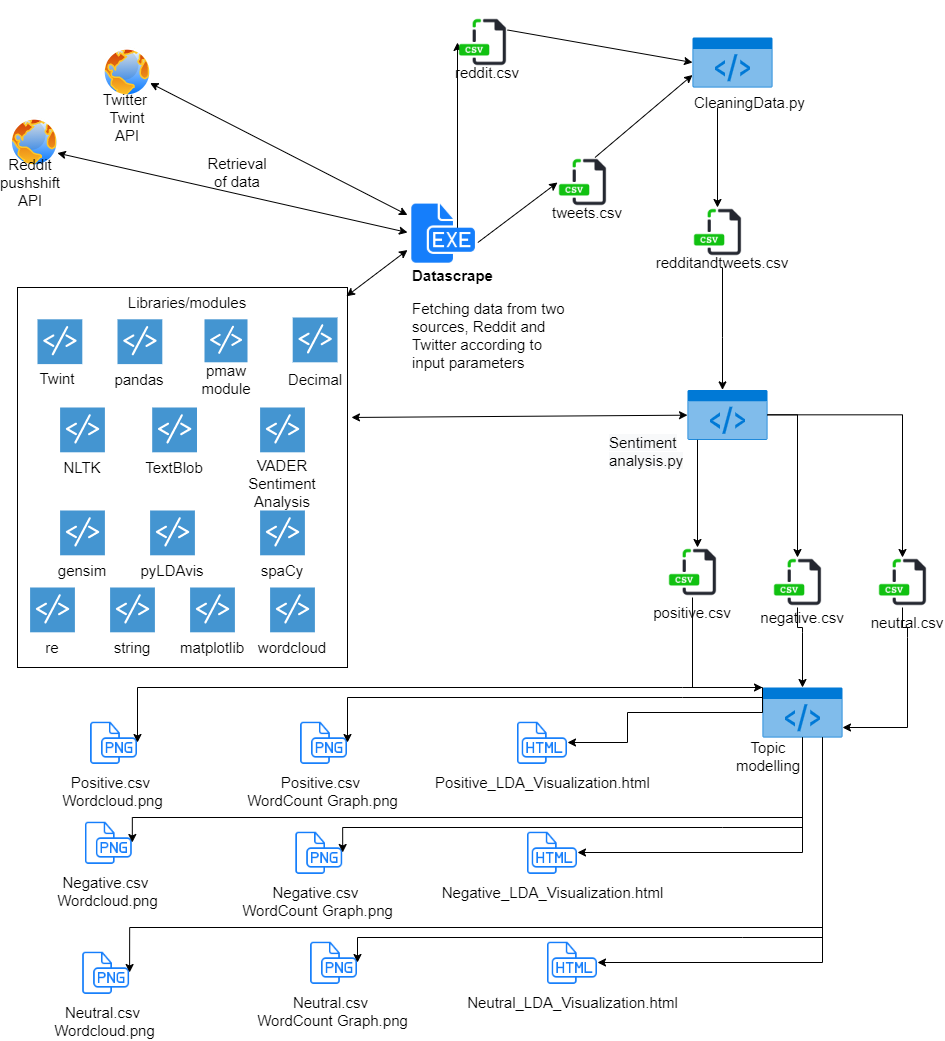 CSV
reddit.csv
</>
CleaningData.py
Twitter
Twint
API
Reddit
pushshift
API
Retrieval
of data
CSV
tweets.csv
EXE
Datascrape
Fetching data from two
sources, Reddit and
Twitter according to
input parameters
CSV
redditandtweets.csv
Libraries/modules
</>
</>
</>
</>
Twint
pandas
pmaw
module
Decimal
</>
</>
</>
NLTK
TextBlob
VADER
Sentiment
Analysis
</>
</>
</>
gensim
pyLDAvis
spaCy
</>
</>
</>
</>
re
string
matplotlib
wordcloud
</>
Sentiment
analysis.py
CSV
positive.csv
CSV
negative.csv
CSV
neutral.csv
</>
Topic
modelling
PNG
Positive.csv
Wordcloud.png
PNG
Positive.csv
WordCount Graph.png
HTML
Positive_LDA_Visualization.html
PNG
Negative.csv
Wordcloud.png
PNG
Negative.csv
WordCount Graph.png
HTML
Negative_LDA_Visualization.html
PNG
Neutral.csv
Wordcloud.png
PNG
Neutral.csv
WordCount Graph.png
HTML
Neutral_LDA_Visualization.html